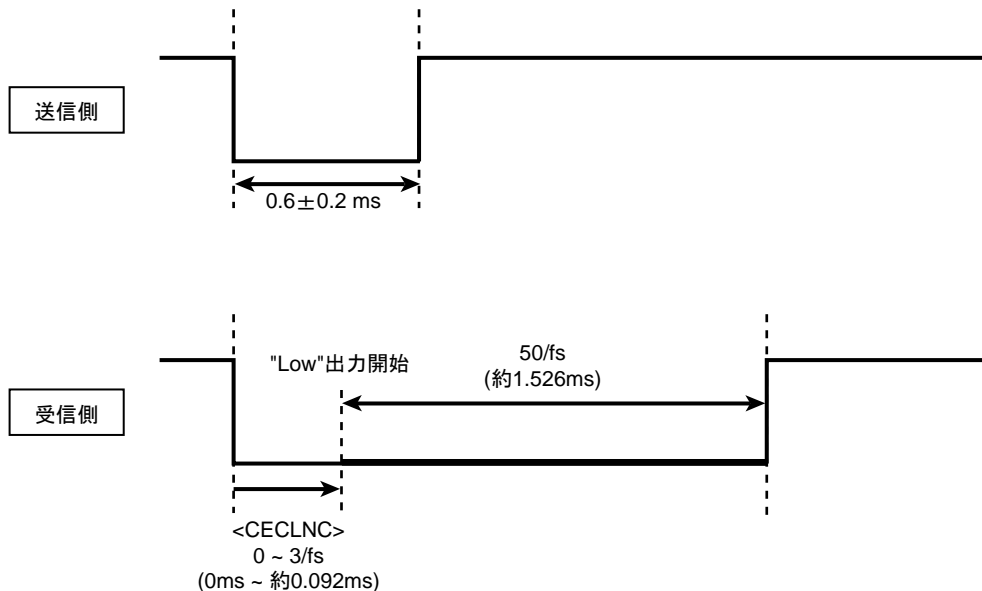 送信側
0.6±0.2 ms
"Low"出力開始
50/fs
(約1.526ms)
受信側
<CECLNC>
0 ~ 3/fs
(0ms ~ 約0.092ms)